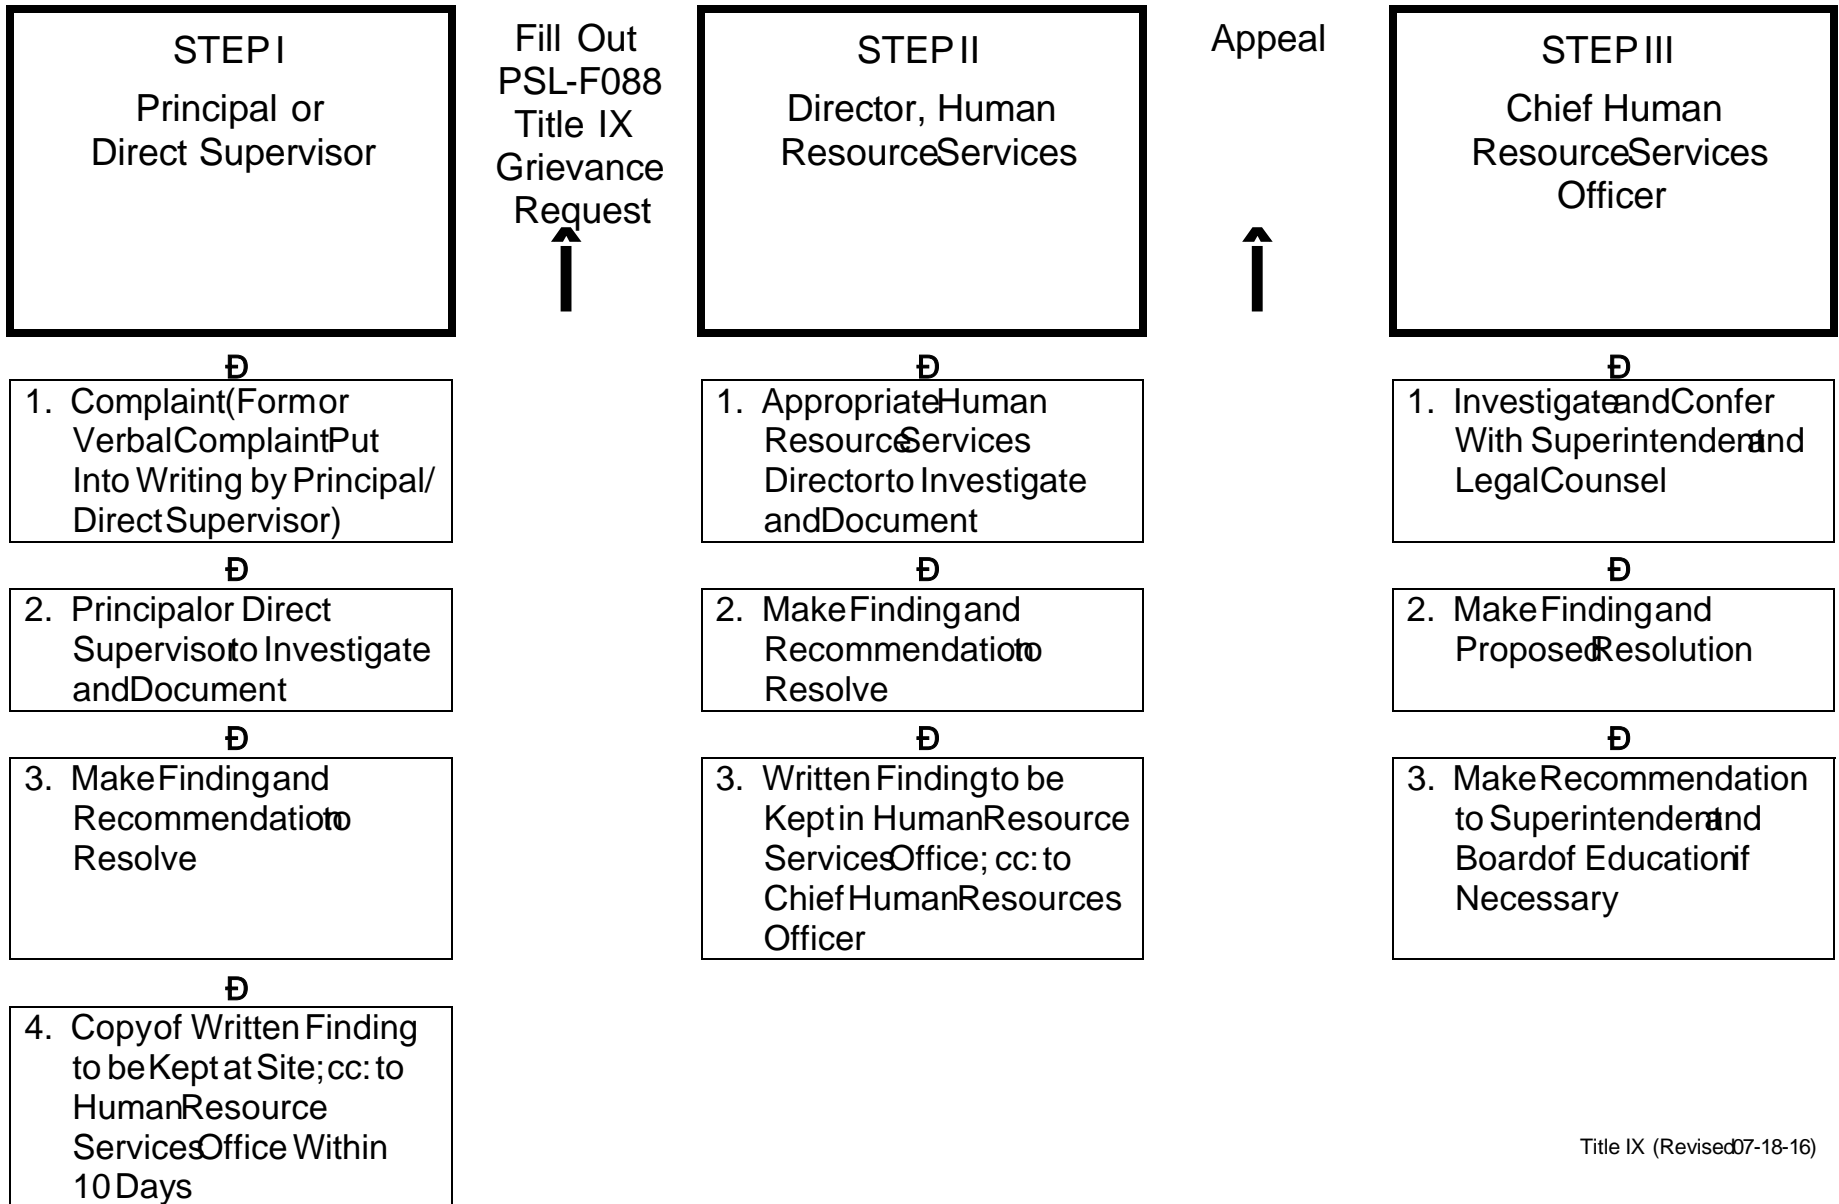 STEP I
Principal or
Direct Supervisor
Fill Out
PSL-F088
Title IX
Grievance
Request
Î
STEP II
Director, Human
Resource Services
Appeal
Î
STEP III
Chief Human
Resource Services
Officer
Ð
1. Complaint (Form or
Verbal Complaint Put
Into Writing by Principal/
Direct Supervisor)
Ð
2. Principal or Direct
Supervisor to Investigate
and Document
Ð
3. Make Finding and
Recommendation to
Resolve
Ð
4. Copy of Written Finding
to be Kept at Site; cc: to
Human Resource
Services Office Within
10 Days
Ð
1. Appropriate Human
Resource Services
Director to Investigate
and Document
Ð
2. Make Finding and
Recommendation to
Resolve
Ð
3. Written Finding to be
Kept in Human Resource
Services Office; cc: to
Chief Human Resources
Officer
Ð
1. Investigate and Confer
With Superintendent and
Legal Counsel
Ð
2. Make Finding and
Proposed Resolution
Ð
3. Make Recommendation
to Superintendent and
Board of Education if
Necessary
Title IX (Revised 07-18-16)